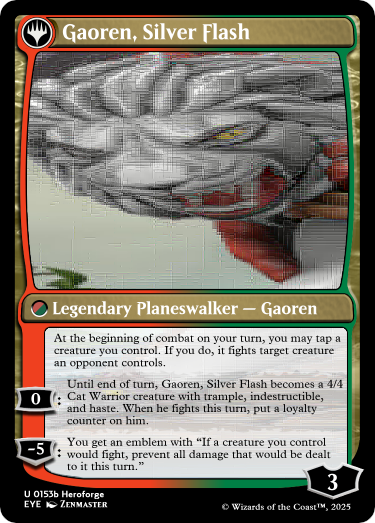 Gaoren, Silver Flash
Legendary Planeswalker — Gaoren
At the beginning of combat on your turn, you may tap a
creature you control. If you do, it fights target creature
an opponent controls.
0:
Until end of turn, Gaoren, Silver Flash becomes a 4/4
Cat Warrior creature with trample, indestructible,
and haste. When he fights this turn, put a loyalty
counter on him.
-5:
You get an emblem with “If a creature you control
would fight, prevent all damage that would be dealt
to it this turn.”
3
U 0153b Heroforge
EYE Zenmaster
© Wizards of the Coast™, 2025